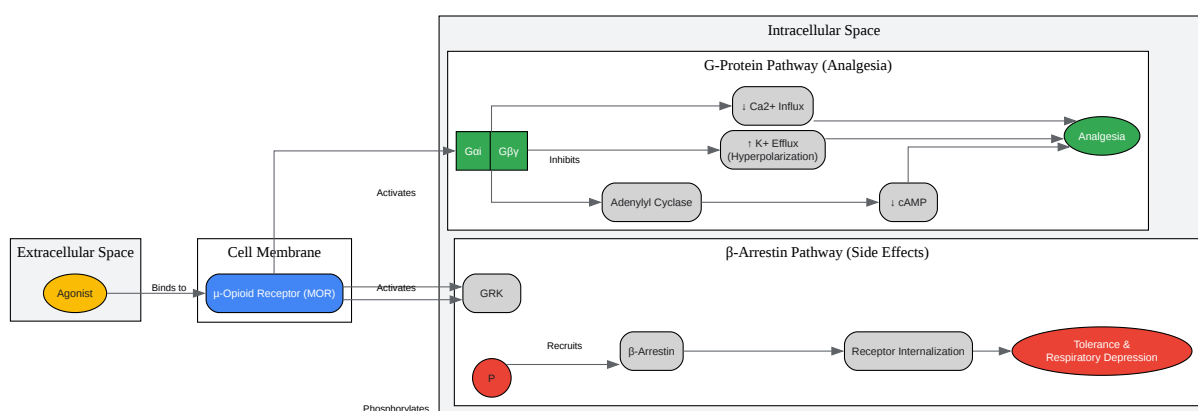 Intracellular Space
G-Protein Pathway (Analgesia)
↓ Ca2+ Influx
Gαi
Gβγ
Inhibits
↑ K+ Efflux
(Hyperpolarization)
Analgesia
Activates
Adenylyl Cyclase
↓ cAMP
Extracellular Space
Agonist
Binds to
Cell Membrane
µ-Opioid Receptor (MOR)
Activates
β-Arrestin Pathway (Side Effects)
GRK
P
Recruits
β-Arrestin
Receptor Internalization
Tolerance &
Respiratory Depression
Phosphorylates